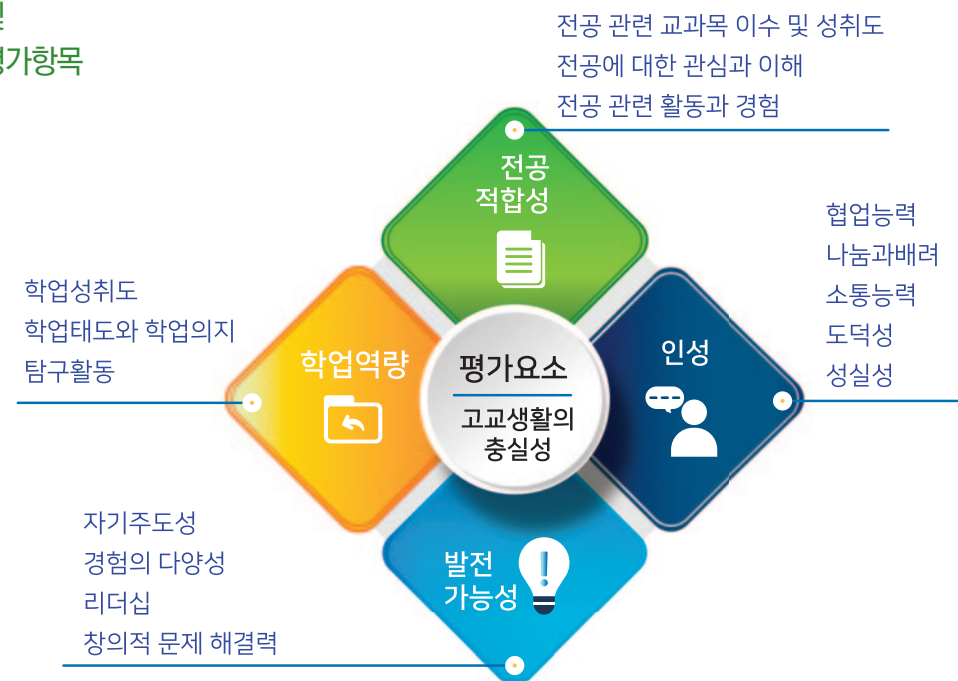 및
평가항목
전공 관련 교과목 이수 및 성취도
전공에 대한 관심과 이해
전공 관련 활동과 경험
전공
적합성
협업능력
나눔과배려
소통능력
도덕성
성실성
인성
학업성취도
학업태도와 학업의지
탐구활동
학업역량
평가요소
고교생활의
충실성
자기주도성
경험의 다양성
리더십
창의적 문제 해결력
발전
가능성